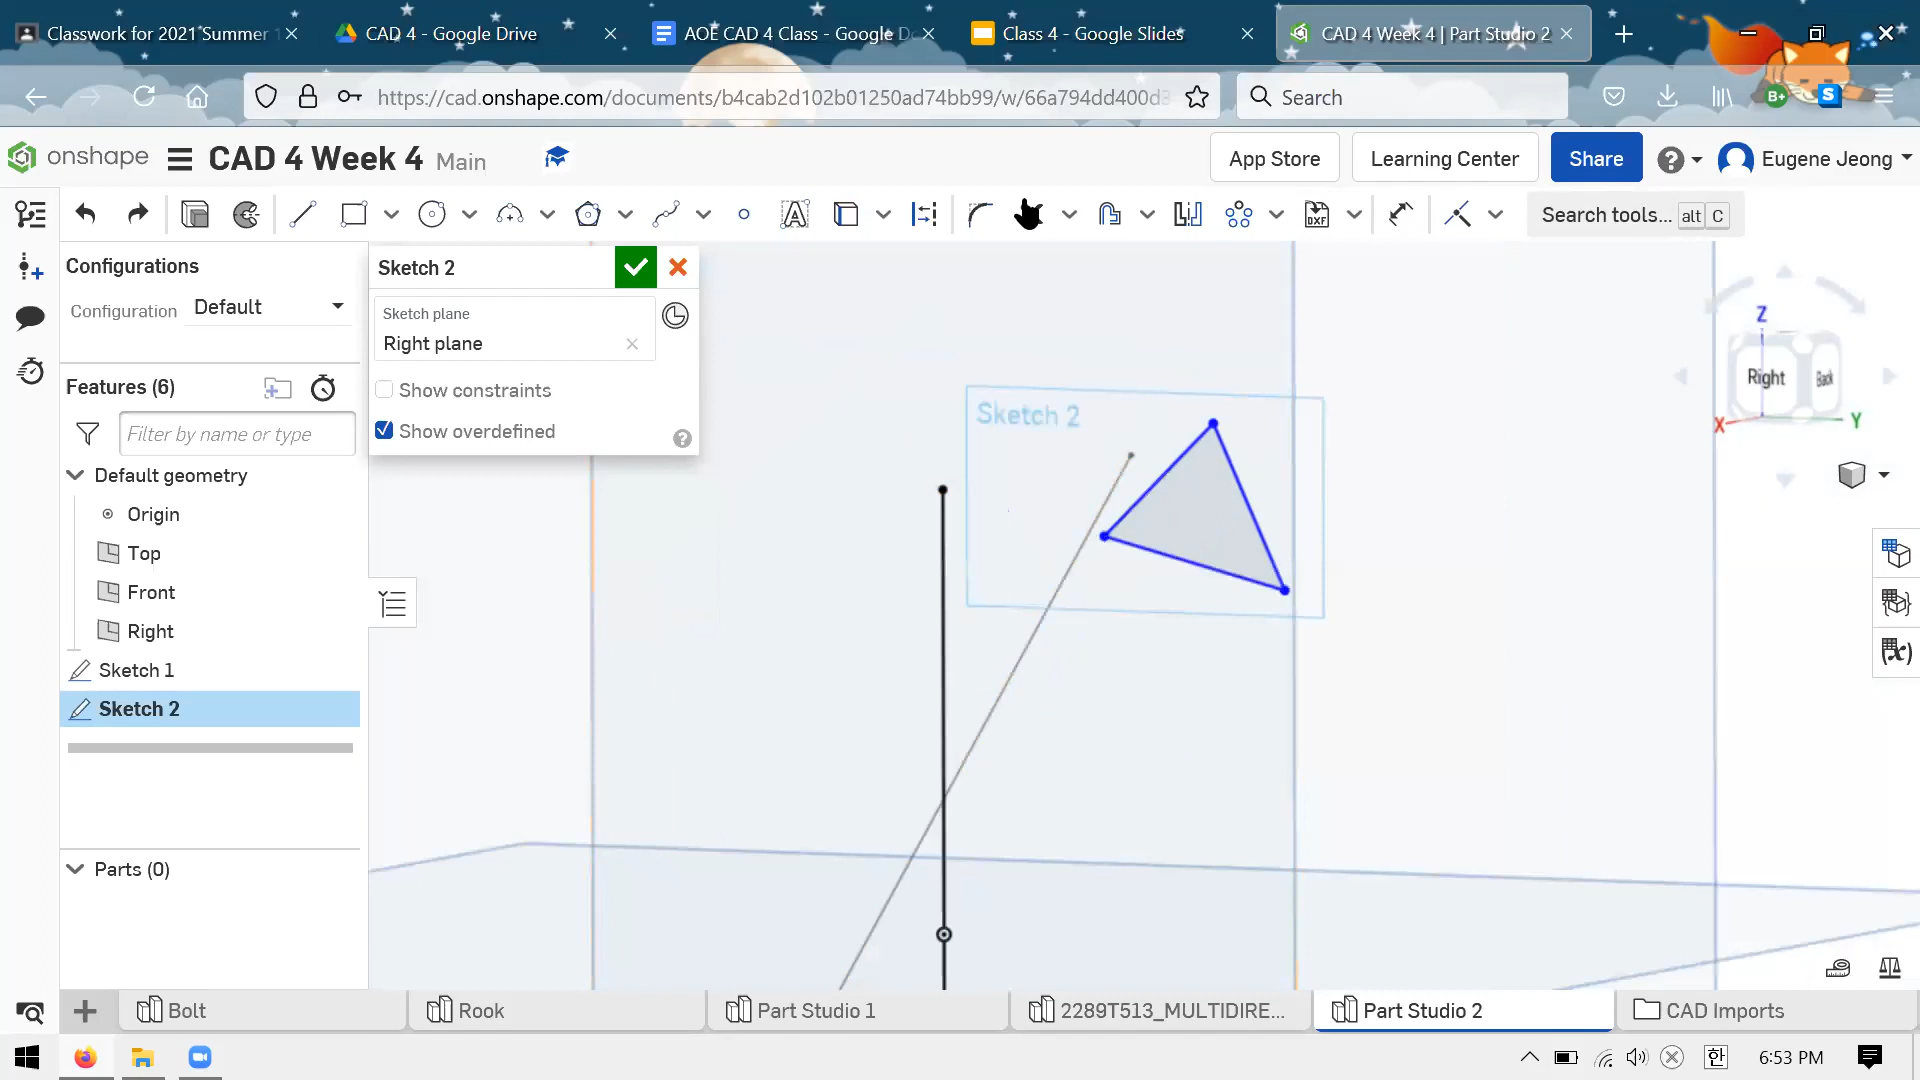 Classwork for 2021 Summer
CAD 4 - Google Drive
AOE CAD 4 Class - Google Do
Class 4 - Google Slides
CAD 4 Week 4 | Part Studio 2
https://cad.onshape.com/documents/b4cab2d102b01250ad74bb99/w/66a794dd400d3
Search
B+
S
onshape
CAD 4 Week 4 Main
App Store
Learning Center
Share
Eugene Jeong
DXF
Search tools... alt C
Configurations
Configuration Default
Features (6)
Filter by name or type
Default geometry
Origin
Top
Front
Right
Sketch 1
Sketch 2
Parts (0)
Sketch 2
Sketch plane
Right plane
Show constraints
Show overdefined
Sketch 2
Z
Right
Back
X
Y
(x)
Bolt
Rook
Part Studio 1
2289T513_MULTIDIRE...
Part Studio 2
CAD Imports
한
6:53 PM